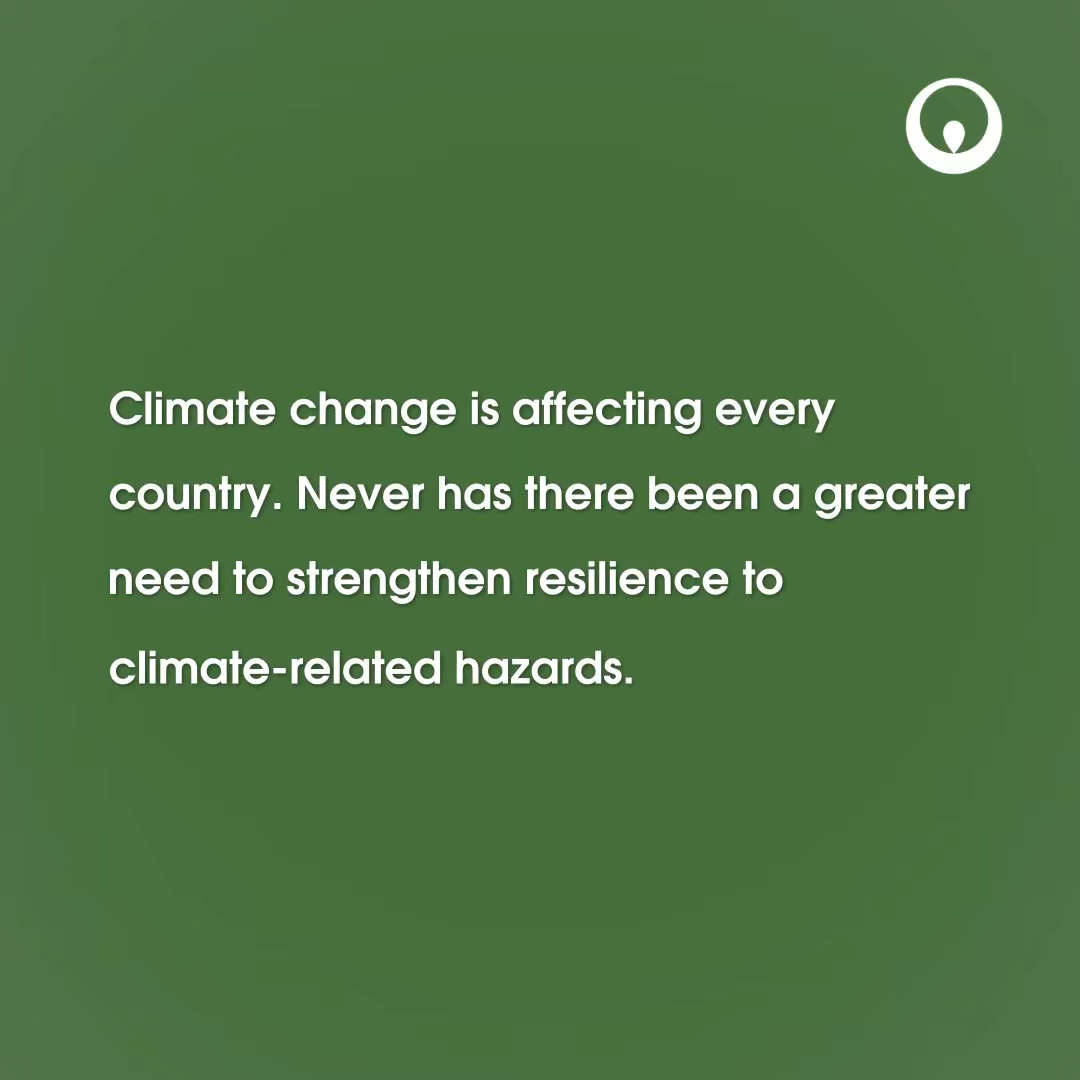 Climate change is affecting every
country. Never has there been a greater
need to strengthen resilience to
climate-related hazards.